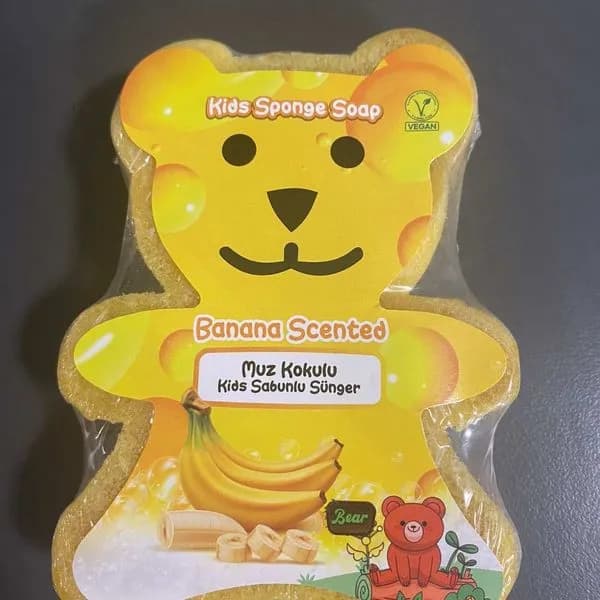 Kids Sponge Soap
V
VEGAN
Banana Scented
Muz Kokulu
Kids Sabunlu Sünger
Bear